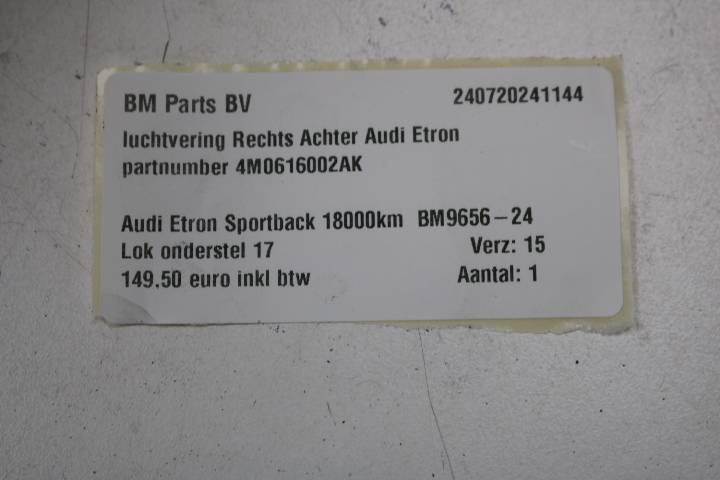 BM Parts BV 240720241144
luchtvering Rechts Achter Audi Etron
partnumber 4M0616002AK
Audi Etron Sportback 18000km BM9656-24
Lok onderstel 17 Verz: 15
149.50 euro inkl btw Aantal: 1